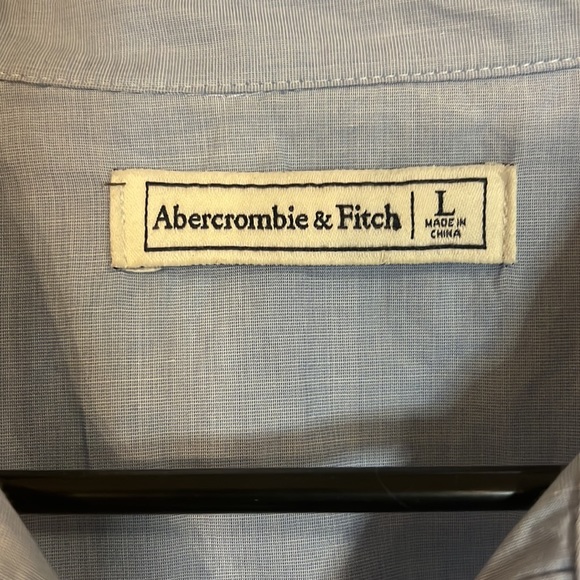 Abercrombie & Fitch
L
MADE IN
CHINA